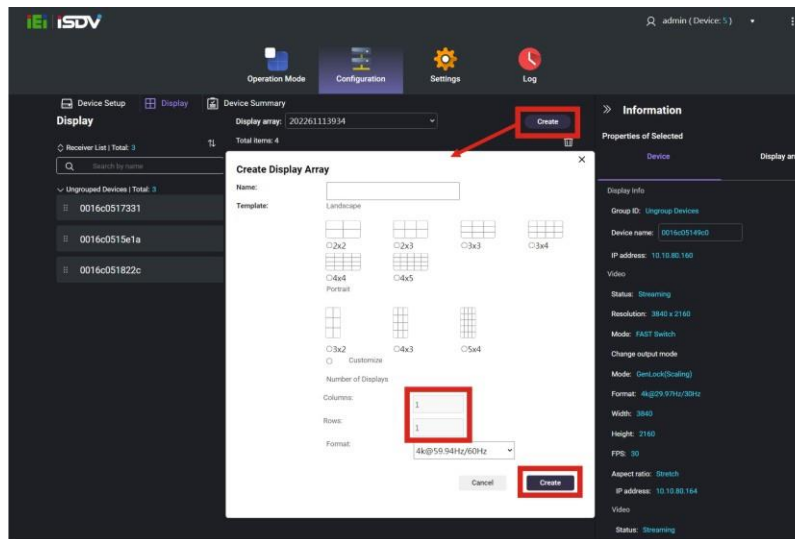 iEi iSDV
admin ( Device: 5 )
Operation Mode
Configuration
Settings
Log
Device Setup
Display
Device Summary
Display
Display array: 202261113934
Create
Receiver List | Total: 3
Total items: 4
Search by name
Ungrouped Devices | Total: 3
0016c0517331
0016c0515e1a
0016c051822c
Create Display Array
Name:
Template:
Landscape
2x2
2x3
3x3
3x4
4x4
4x5
Portrait
3x2
4x3
5x4
Customize
Number of Displays
Columns:
1
Rows:
1
Format:
4k@59.94Hz/60Hz
Cancel
Create
Information
Properties of Selected
Device
Display ar
Display Info
Group ID: Ungroup Devices
Device name: 0016c05149c0
IP address: 10.10.80.160
Video
Status: Streaming
Resolution: 3840 x 2160
Mode: FAST Switch
Change output mode
Mode: GenLock(Scaling)
Format: 4k@29.97Hz/30Hz
Width: 3840
Height: 2160
FPS: 30
Aspect ratio: Stretch
IP address: 10.10.80.164
Video
Status: Streaming